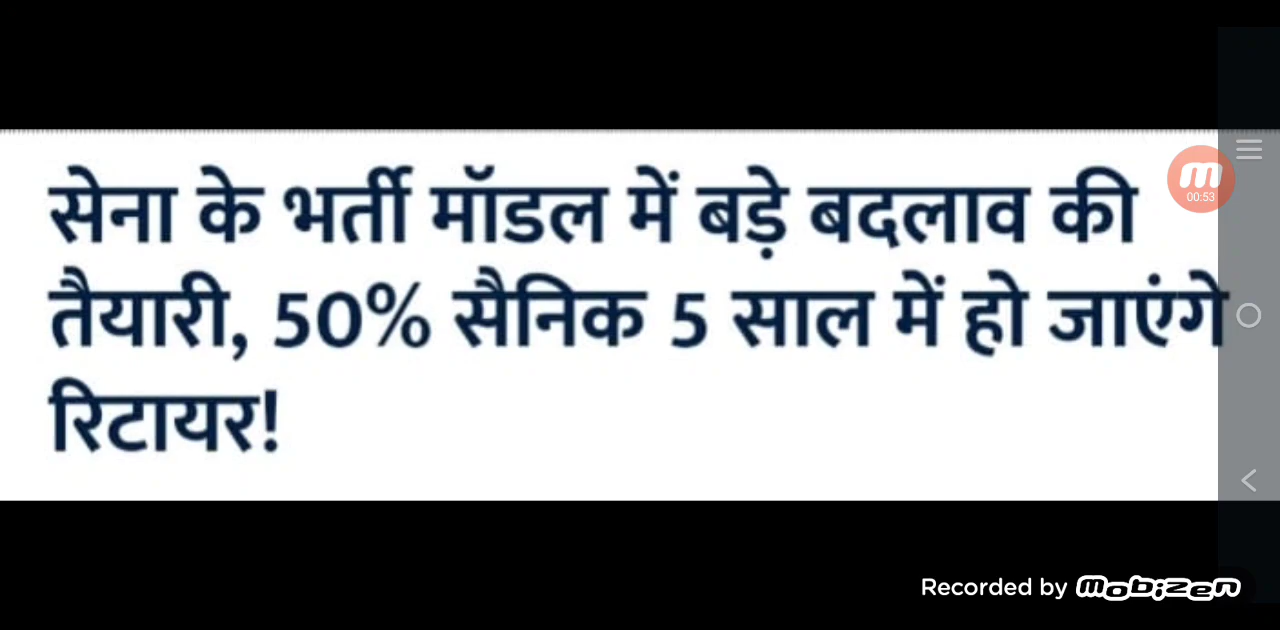 सेना के भर्ती मॉडल में बड़े बदलाव की
तैयारी, 50% सैनिक 5 साल में हो जाएंगे
रिटायर!
00:53
Recorded by mobizen